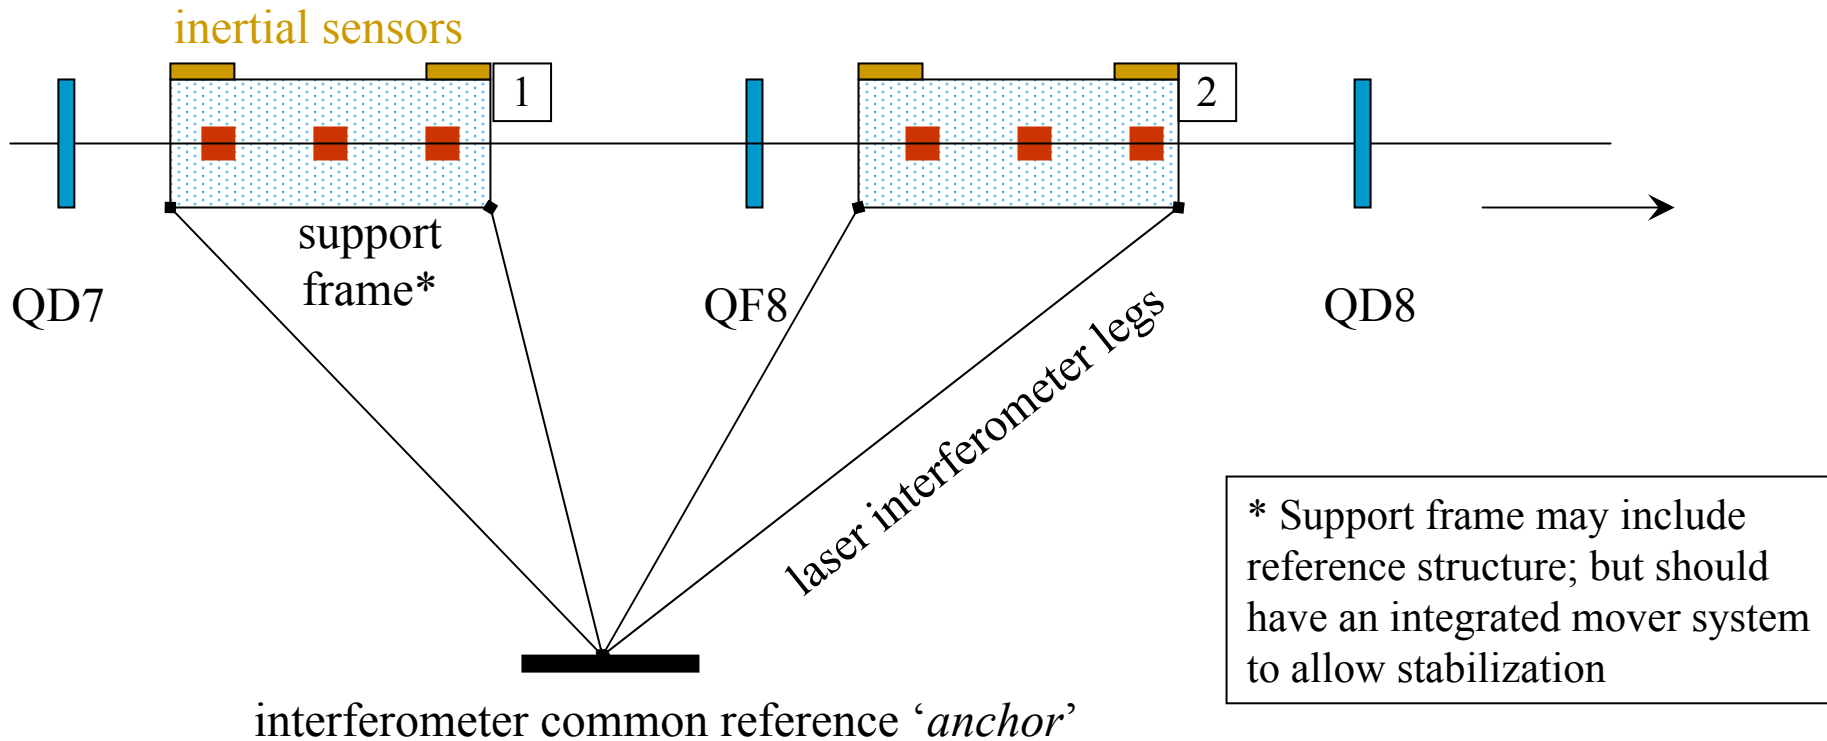 inertial sensors
1
2
support
frame*
QD7
QF8
QD8
laser interferometer legs
* Support frame may include
reference structure; but should
have an integrated mover system
to allow stabilization
interferometer common reference ‘anchor’